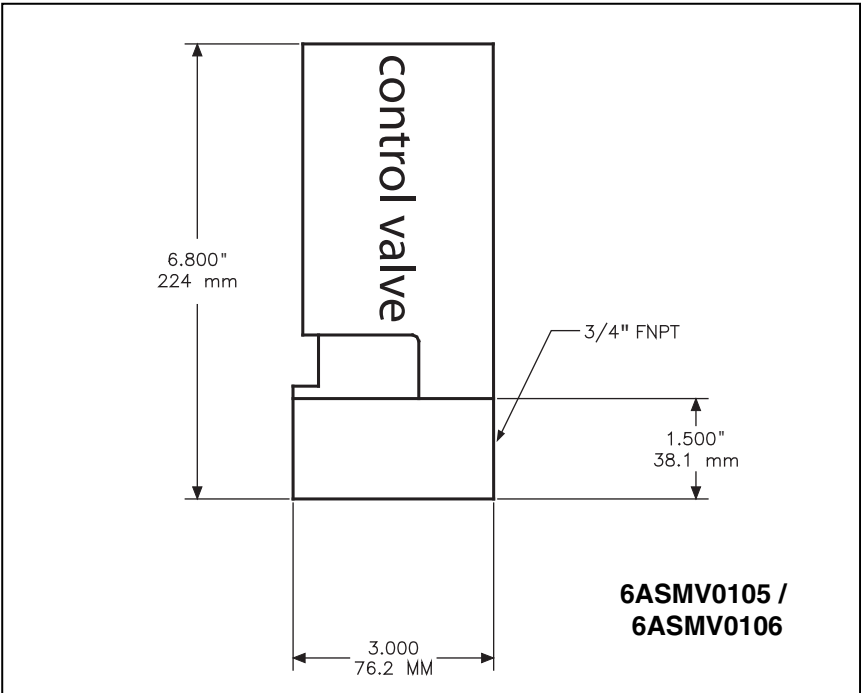 control valve
6.800"
224 mm
3/4" FNPT
1.500"
38.1 mm
6ASMV0105 /
6ASMV0106
3.000
76.2 MM